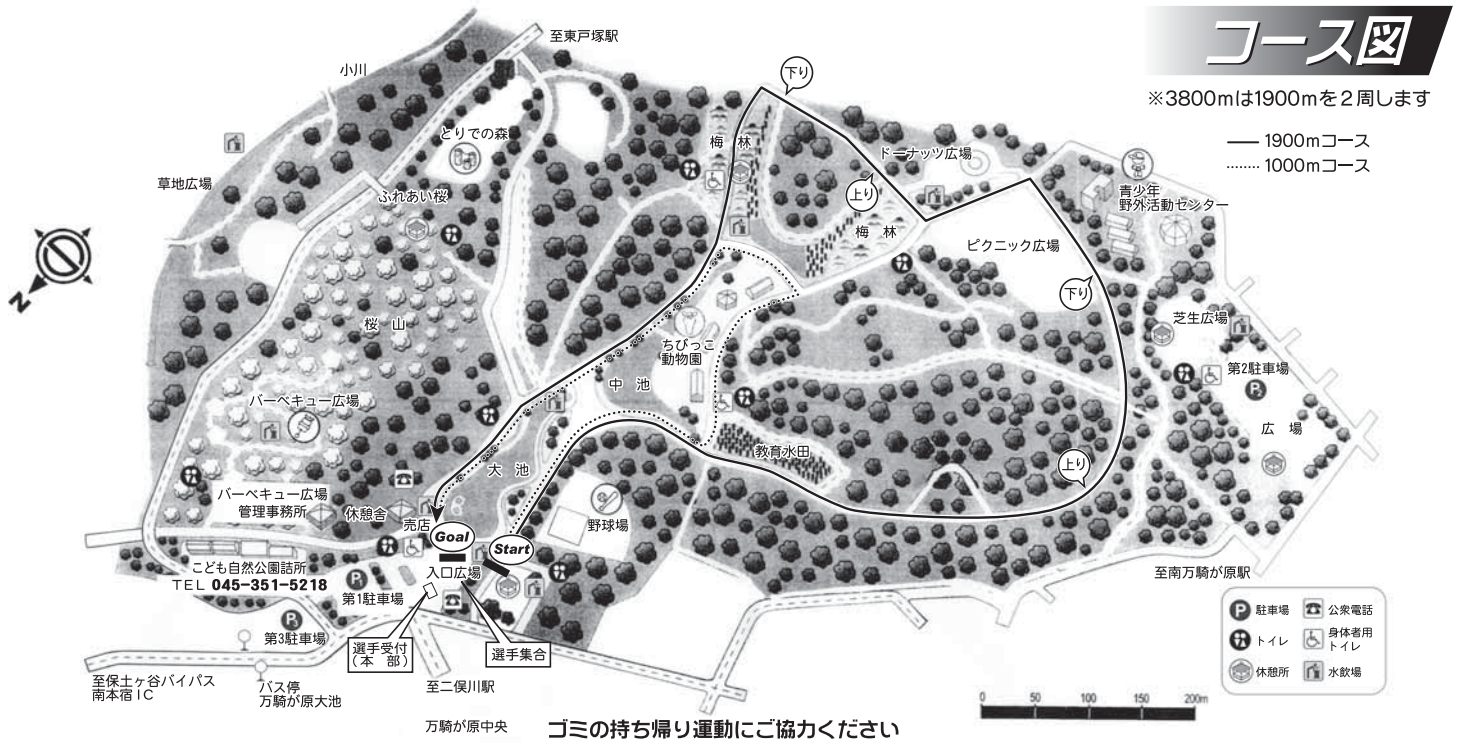 コース図
※3800mは1900mを2周します
1900mコース
1000mコース
至東戸塚駅
小川
下り
とりでの森
梅 林
ドーナッツ広場
草地広場
ふれあい桜
上り
青少年
野外活動センター
梅 林
ピクニック広場
N
下り
桜 山
芝生広場
ちびっこ
動物園
中 池
第2駐車場
バーベキュー広場
広 場
教育水田
大 池
上り
バーベキュー広場
管理事務所
休憩舎
売店
野球場
Goal
Start
こども自然公園詰所
TEL 045-351-5218
入口広場
至南万騎が原駅
第1駐車場
第3駐車場
選手受付
(本 部)
選手集合
至保土ヶ谷バイパス
南本宿IC
バス停
万騎が原大池
至二俣川駅
万騎が原中央
P 駐車場
公衆電話
トイレ
身体者用
トイレ
休憩所
水飲場
0 50 100 150 200m
ゴミの持ち帰り運動にご協力ください